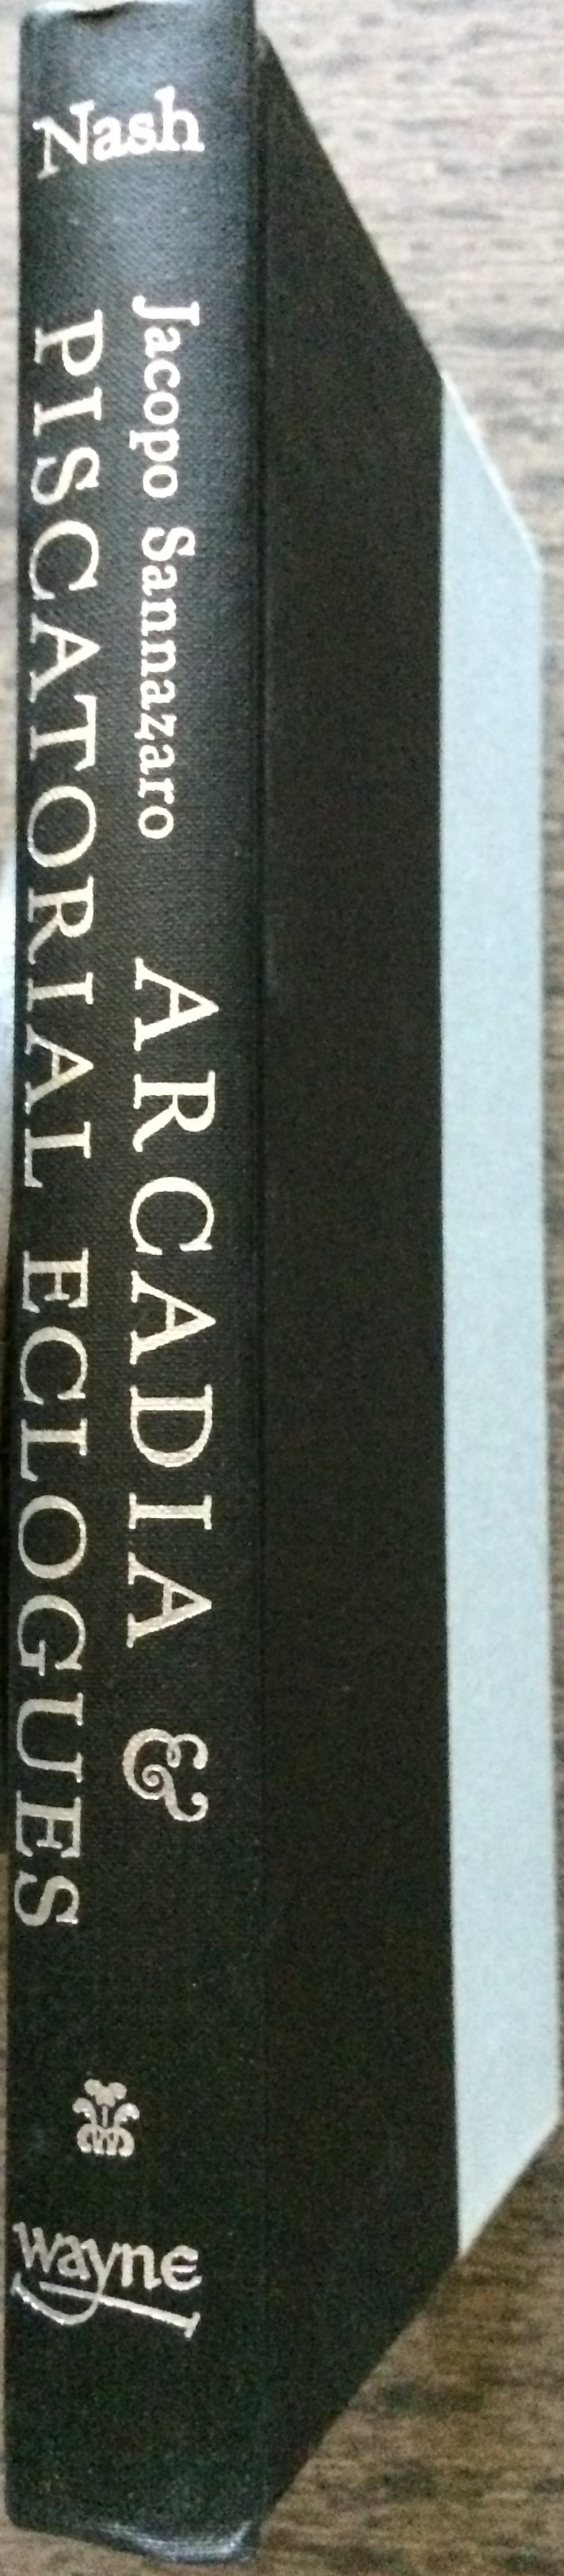 Nash
Jacopo Sannazaro ARCADIA &
PISCATORIAL ECLOGUES
wayne